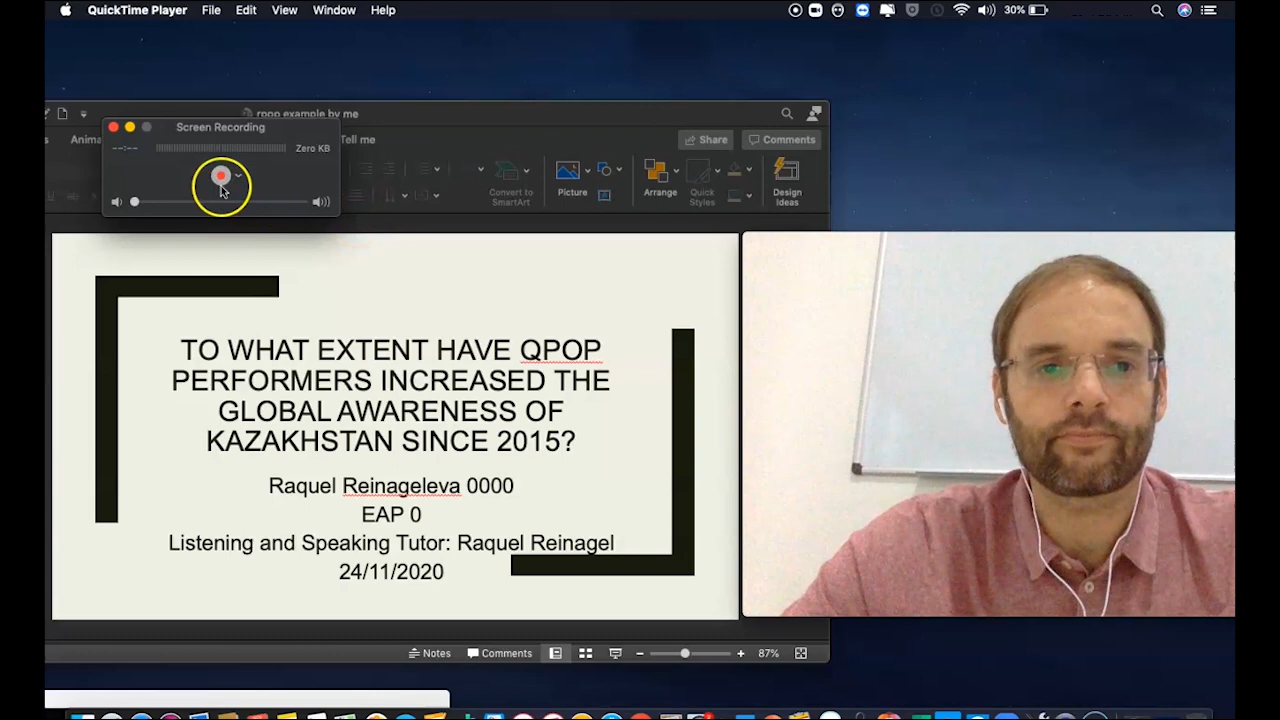 QuickTime Player File Edit View Window Help
30%
rpop example by me
Screen Recording
Anima
Tell me
Share
Comments
--:--
Zero KB
Convert to
SmartArt
Picture
Arrange
Quick
Styles
Design
Ideas
TO WHAT EXTENT HAVE QPOP
PERFORMERS INCREASED THE
GLOBAL AWARENESS OF
KAZAKHSTAN SINCE 2015?
Raquel Reinageleva 0000
EAP 0
Listening and Speaking Tutor: Raquel Reinagel
24/11/2020
Notes
Comments
87%